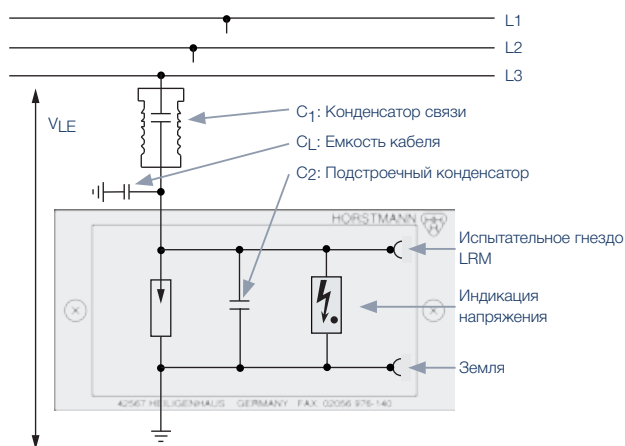 L1
L2
L3
VLE
C1: Конденсатор связи
CL: Емкость кабеля
C2: Подстроечный конденсатор
HORSTMANN
Испытательное гнездо
LRM
Индикация
напряжения
Земля
42567 HEILIGENHAUS GERMANY FAX 02056 976-140